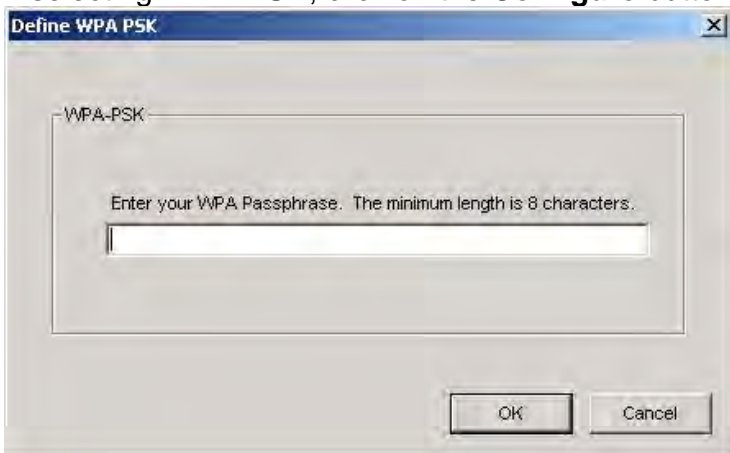 Define WPA PSK
WPA-PSK
Enter your WPA Passphrase. The minimum length is 8 characters.
OK
Cancel